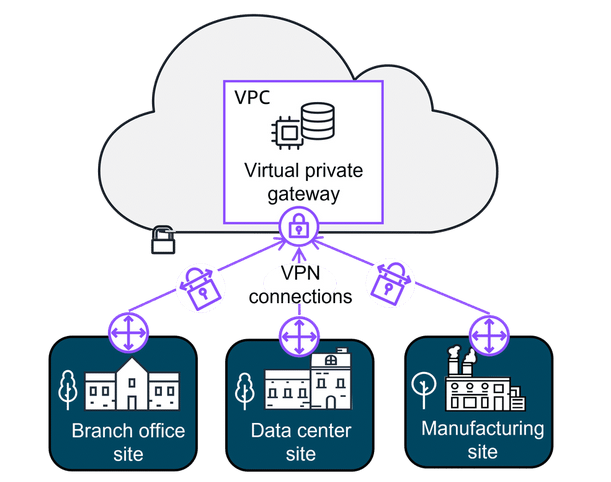 VPC
Virtual private
gateway
VPN
connections
Branch office
site
Data center
site
Manufacturing
site